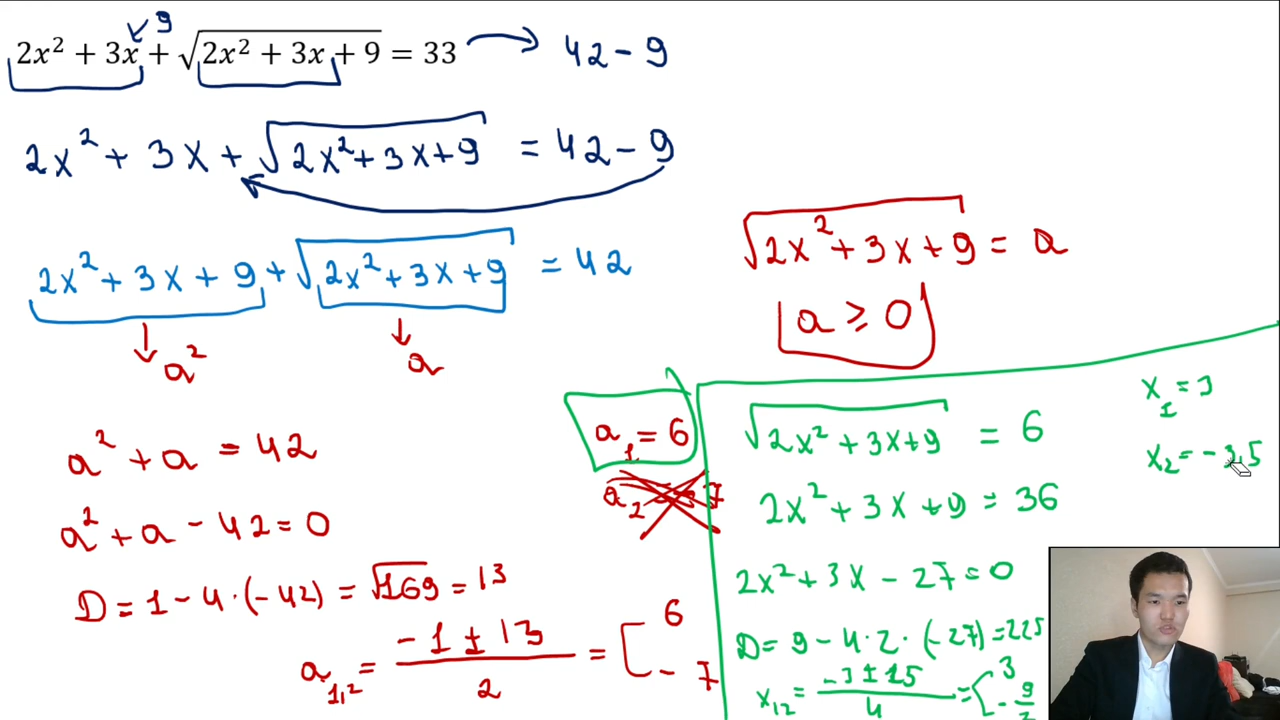 9
2x² + 3x + √(2x² + 3x + 9) = 33 → 42 - 9
2x² + 3x + √(2x² + 3x + 9) = 42 - 9
2x² + 3x + 9 + √(2x² + 3x + 9) = 42
a²
a
a² + a = 42
a² + a - 42 = 0
D = 1 - 4 · (-42) = √169 = 13
a₁,₂ = (-1 ± 13)/2 = [ 6
- 7
√(2x² + 3x + 9) = a
a ≥ 0
a₁ = 6
√(2x² + 3x + 9) = 6
2x² + 3x + 9 = 36
2x² + 3x - 27 = 0
D = 9 - 4 · 2 · (-27) = 225
x₁₂ = (-3 ± 15)/4 = [ 3
- 9/2
x₁ = 3
x₂ = - 3,5